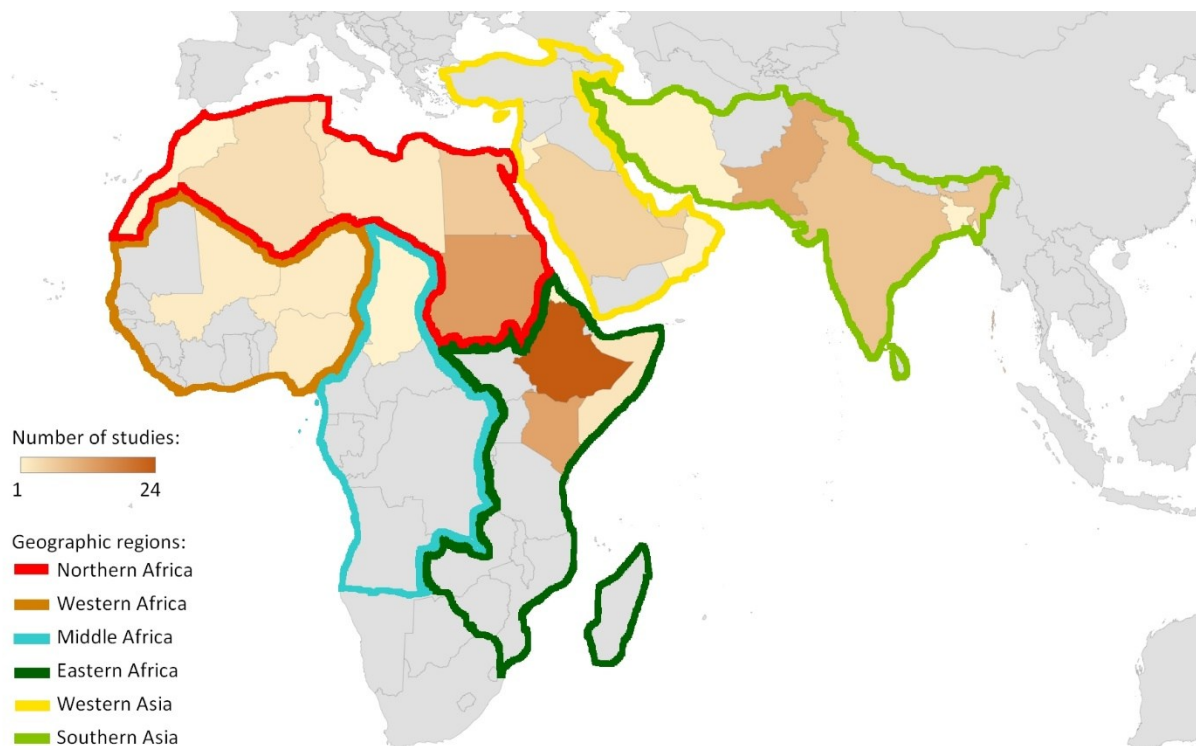 Number of studies:
1 24
Geographic regions:
Northern Africa
Western Africa
Middle Africa
Eastern Africa
Western Asia
Southern Asia